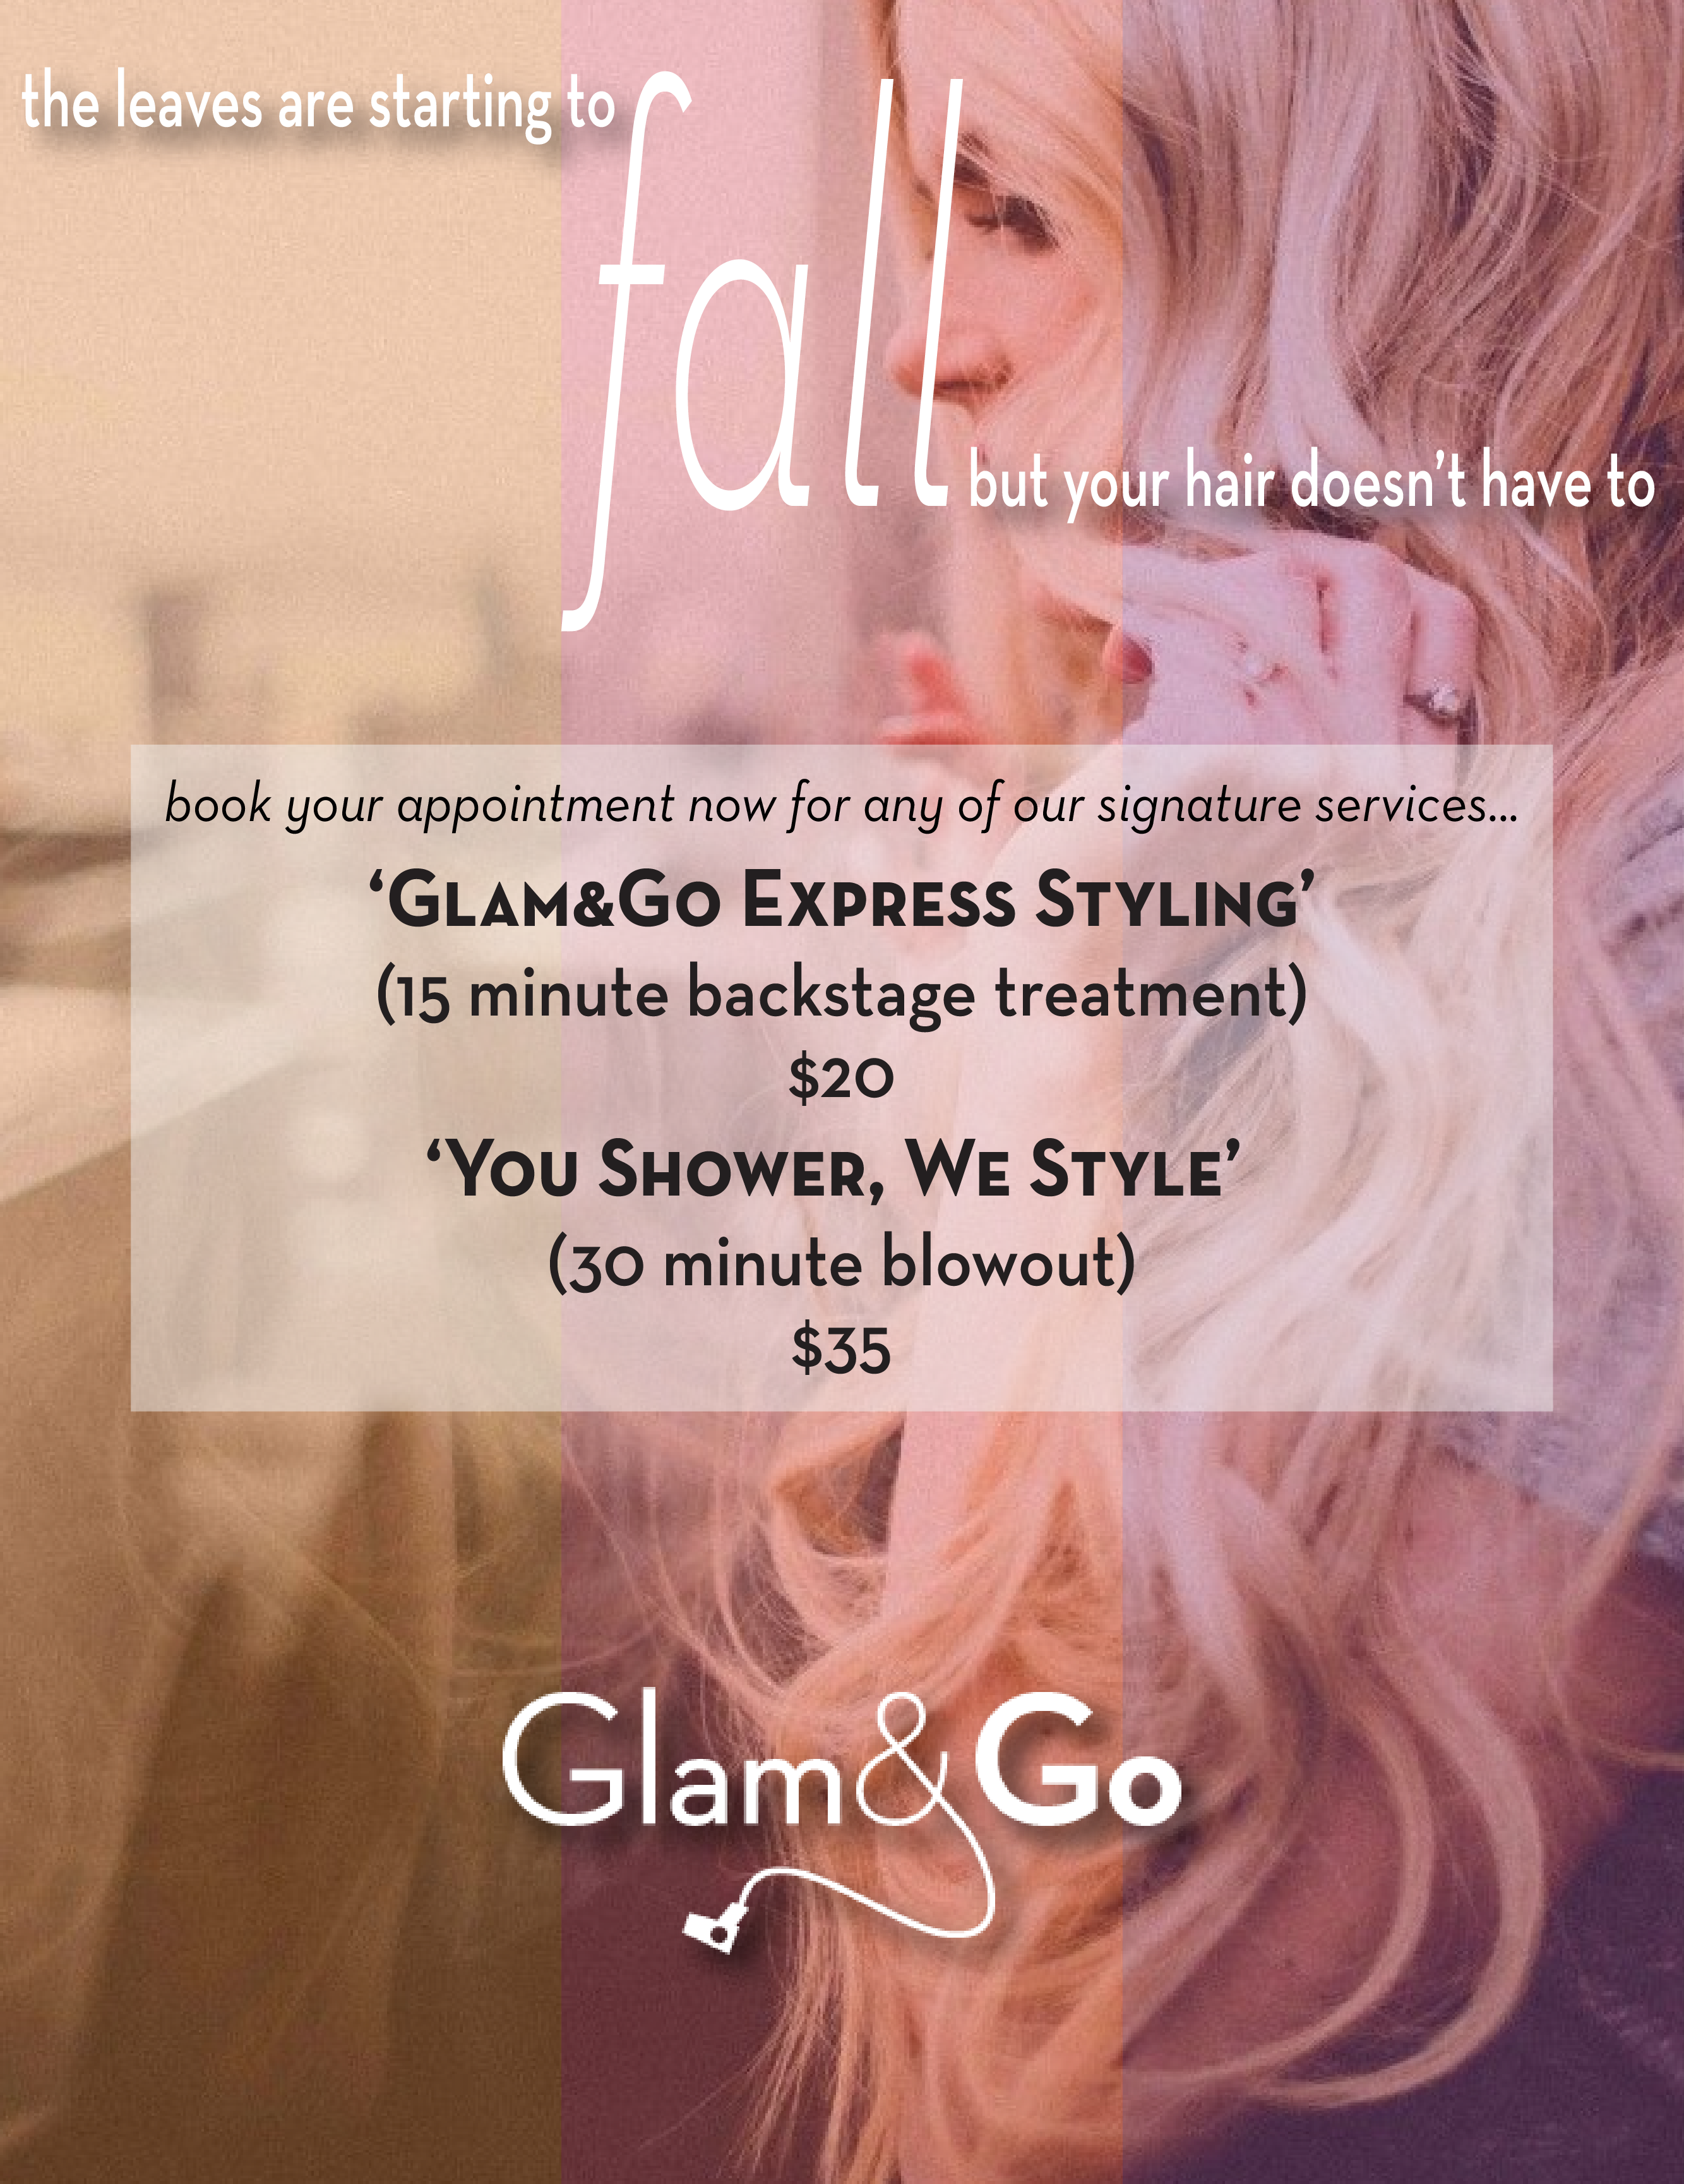 the leaves are starting to
fall
but your hair doesn’t have to
book your appointment now for any of our signature services...
‘Glam&Go Express Styling’
(15 minute backstage treatment)
$20
‘You Shower, We Style’
(30 minute blowout)
$35
Glam&Go